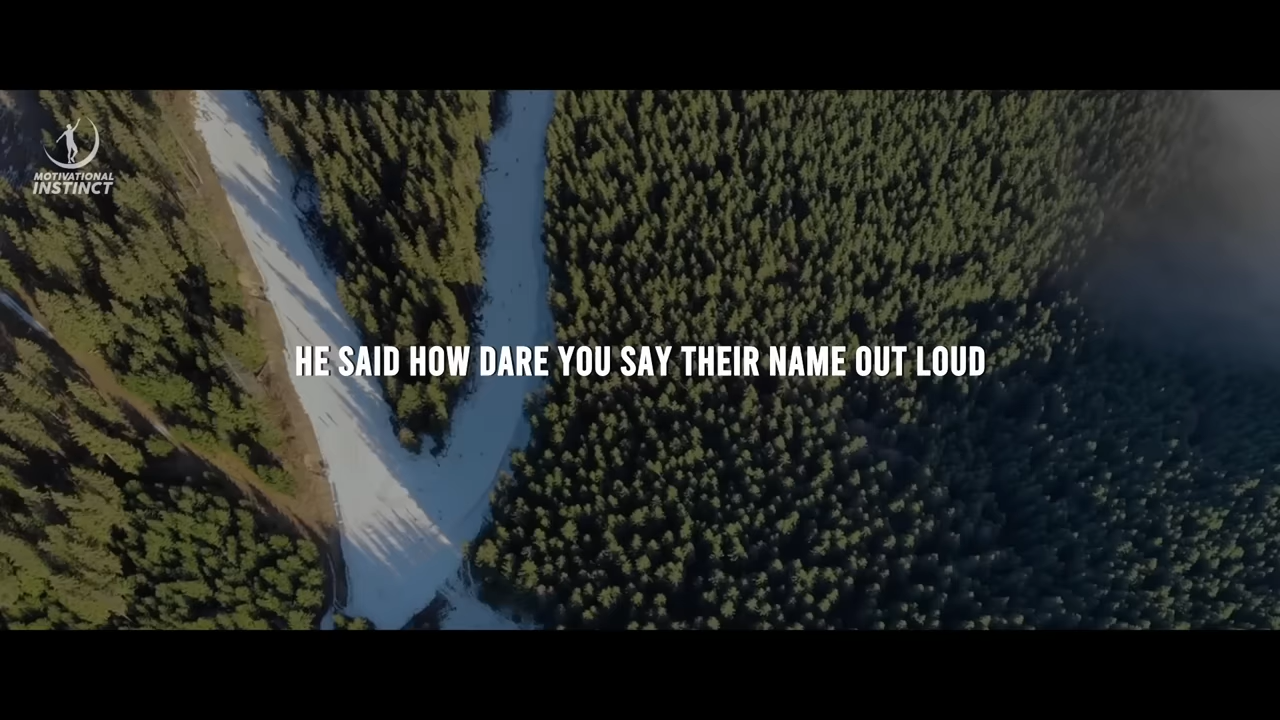 MOTIVATIONAL
INSTINCT
HE SAID HOW DARE YOU SAY THEIR NAME OUT LOUD